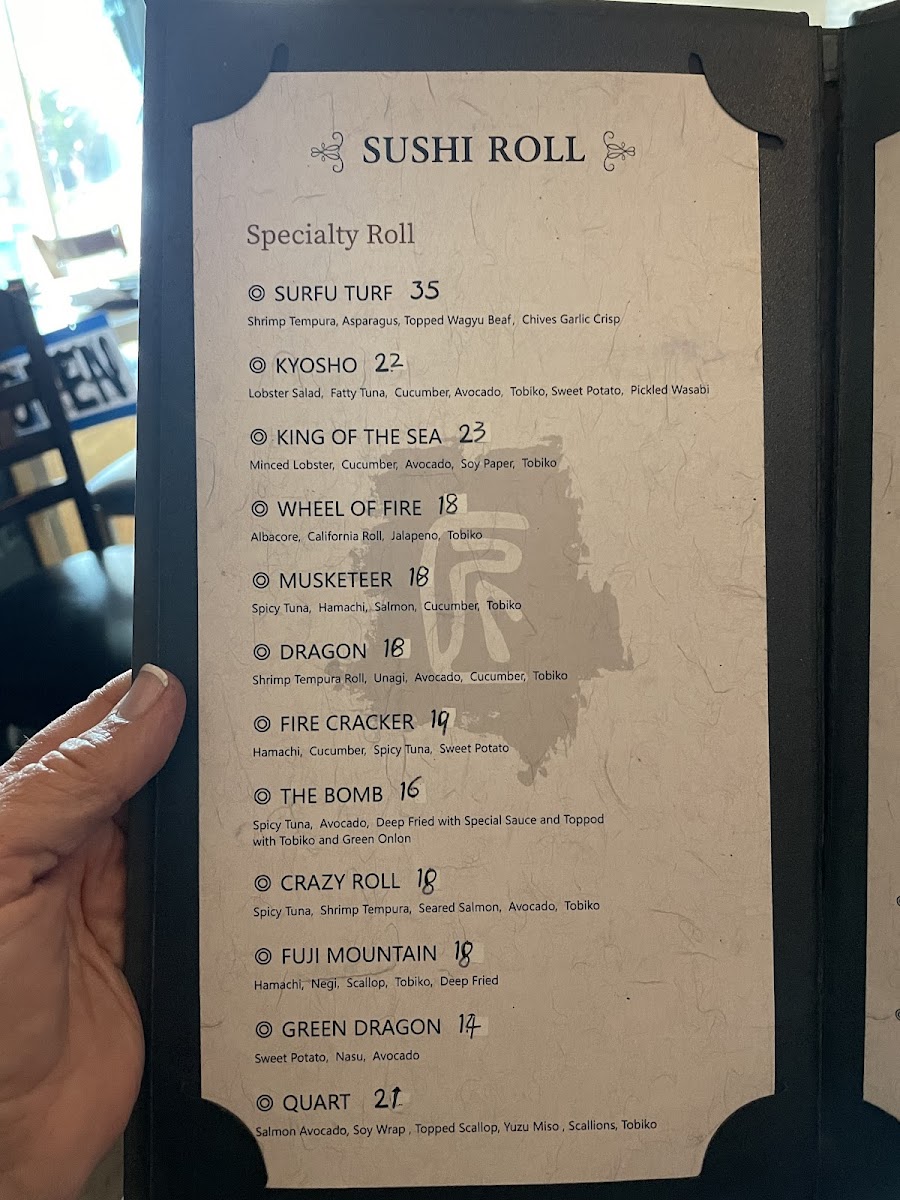 SUSHI ROLL
Specialty Roll
SURFU TURF 35
Shrimp Tempura, Asparagus, Topped Wagyu Beaf, Chives Garlic Crisp
KYOSHO 22
Lobster Salad, Fatty Tuna, Cucumber, Avocado, Tobiko, Sweet Potato, Pickled Wasabi
KING OF THE SEA 23
Minced Lobster, Cucumber, Avocado, Soy Paper, Tobiko
WHEEL OF FIRE 18
Albacore, California Roll, Jalapeno, Tobiko
MUSKETEER 18
Spicy Tuna, Hamachi, Salmon, Cucumber, Tobiko
DRAGON 18
Shrimp Tempura Roll, Unagi, Avocado, Cucumber, Tobiko
FIRE CRACKER 19
Hamachi, Cucumber, Spicy Tuna, Sweet Potato
THE BOMB 16
Spicy Tuna, Avocado, Deep Fried with Special Sauce and Toppod
with Tobiko and Green Onlon
CRAZY ROLL 18
Spicy Tuna, Shrimp Tempura, Seared Salmon, Avocado, Tobiko
FUJI MOUNTAIN 18
Hamachi, Negi, Scallop, Tobiko, Deep Fried
GREEN DRAGON 14
Sweet Potato, Nasu, Avocado
QUART 21
Salmon Avocado, Soy Wrap , Topped Scallop, Yuzu Miso , Scallions, Tobiko